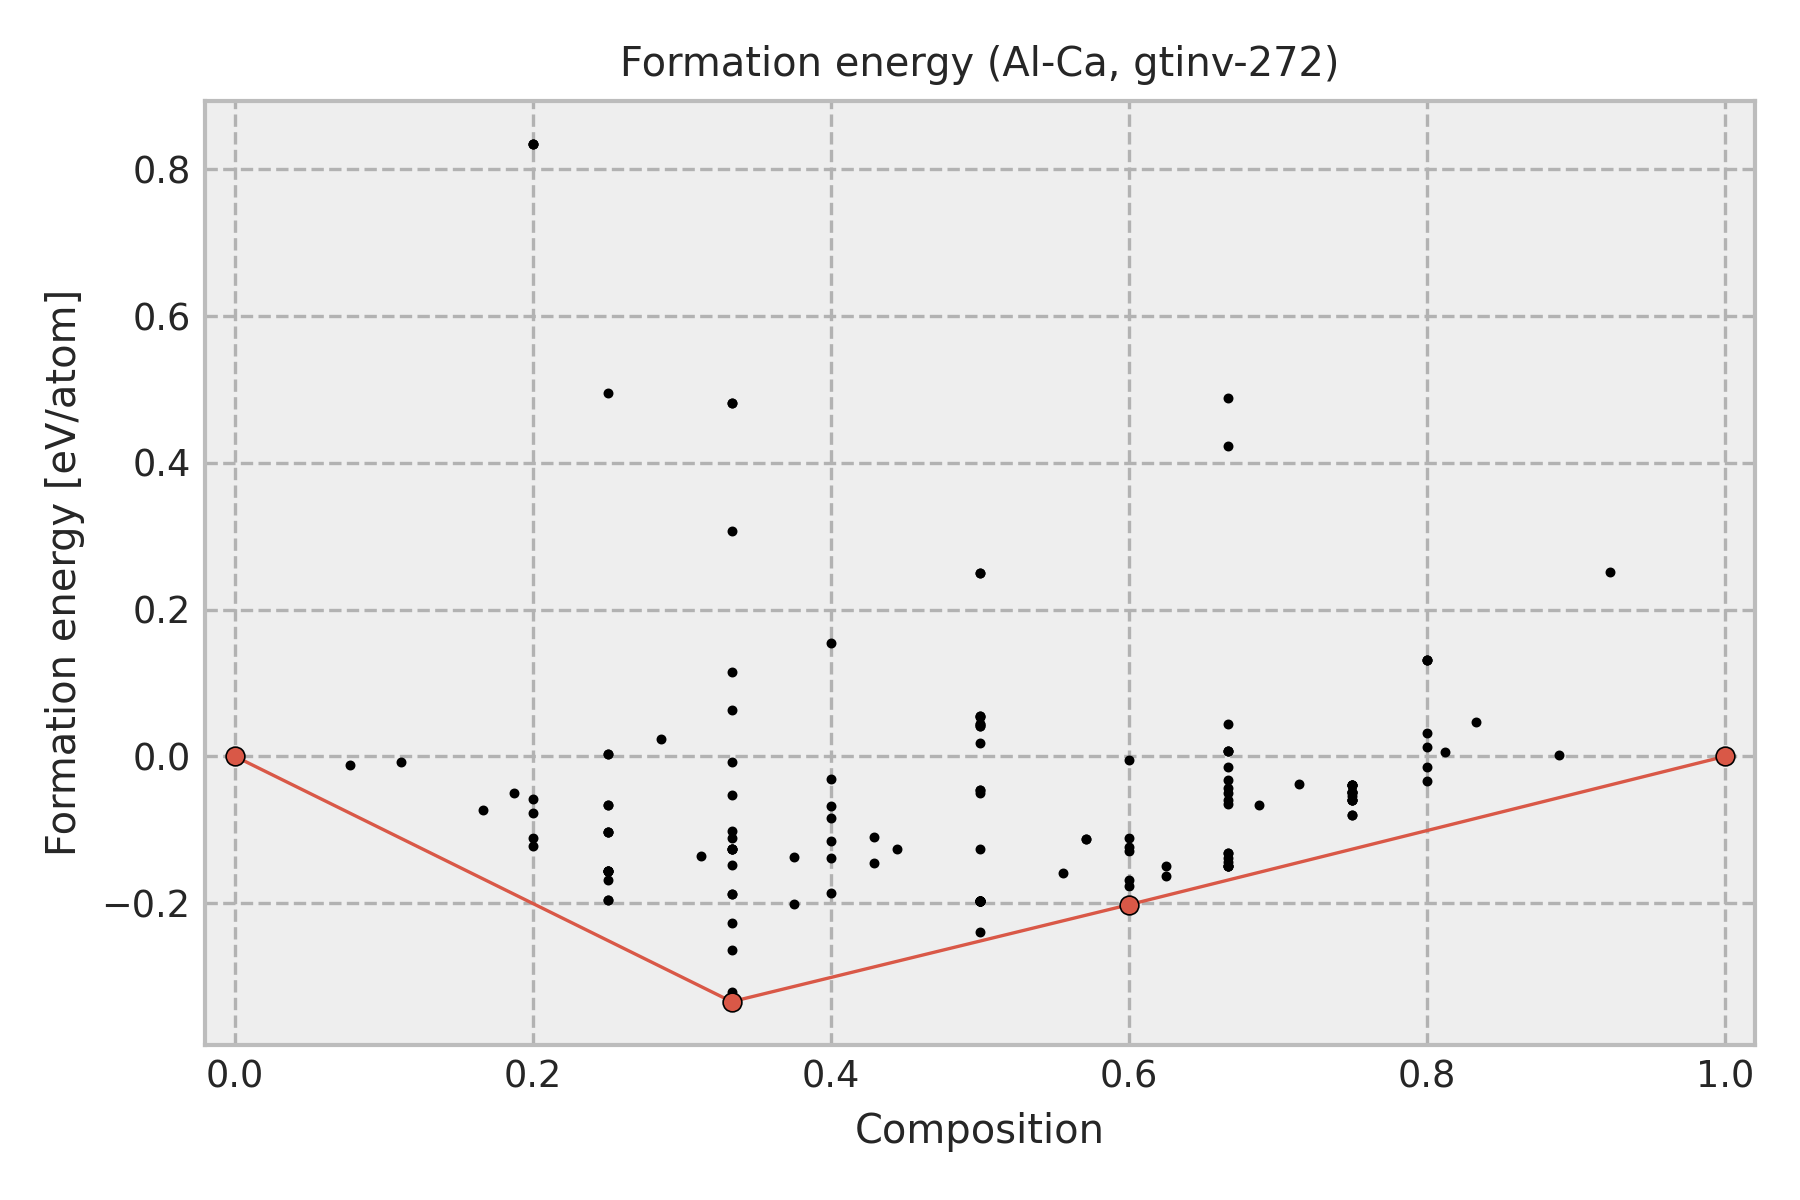 Formation energy (Al-Ca, gtinv-272)
Formation energy [eV/atom]
0.8
0.6
0.4
0.2
0.0
−0.2
0.0 0.2 0.4 0.6 0.8 1.0
Composition